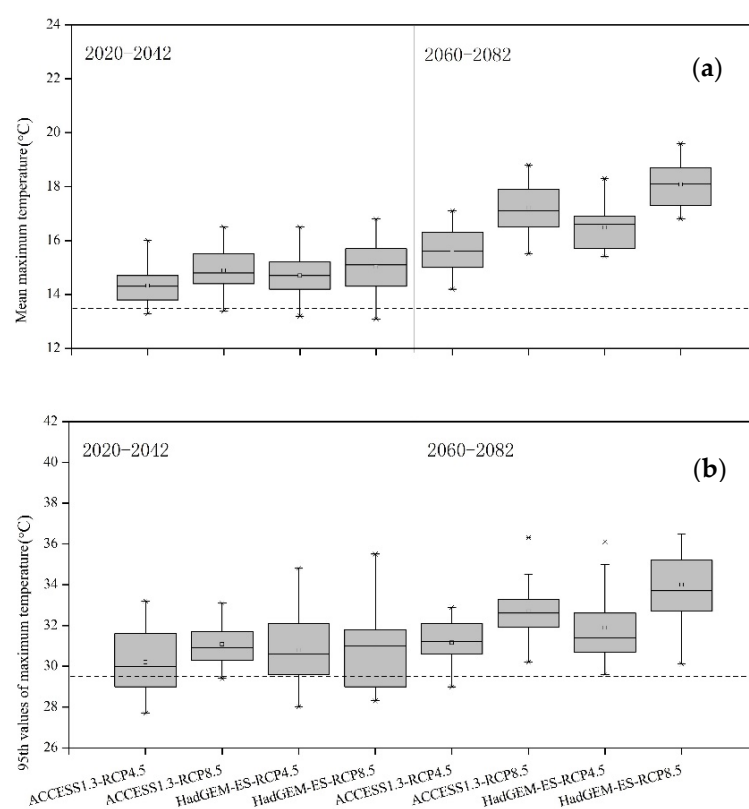 24
22
20
18
16
14
12
Mean maximum temperature(°C)
2020-2042
2060-2082
(a)
42
40
38
36
34
32
30
28
26
95th values of maximum temperature(°C)
2020-2042
2060-2082
(b)
ACCESS1.3-RCP4.5
ACCESS1.3-RCP8.5
HadGEM-ES-RCP4.5
HadGEM-ES-RCP8.5
ACCESS1.3-RCP4.5
ACCESS1.3-RCP8.5
HadGEM-ES-RCP4.5
HadGEM-ES-RCP8.5